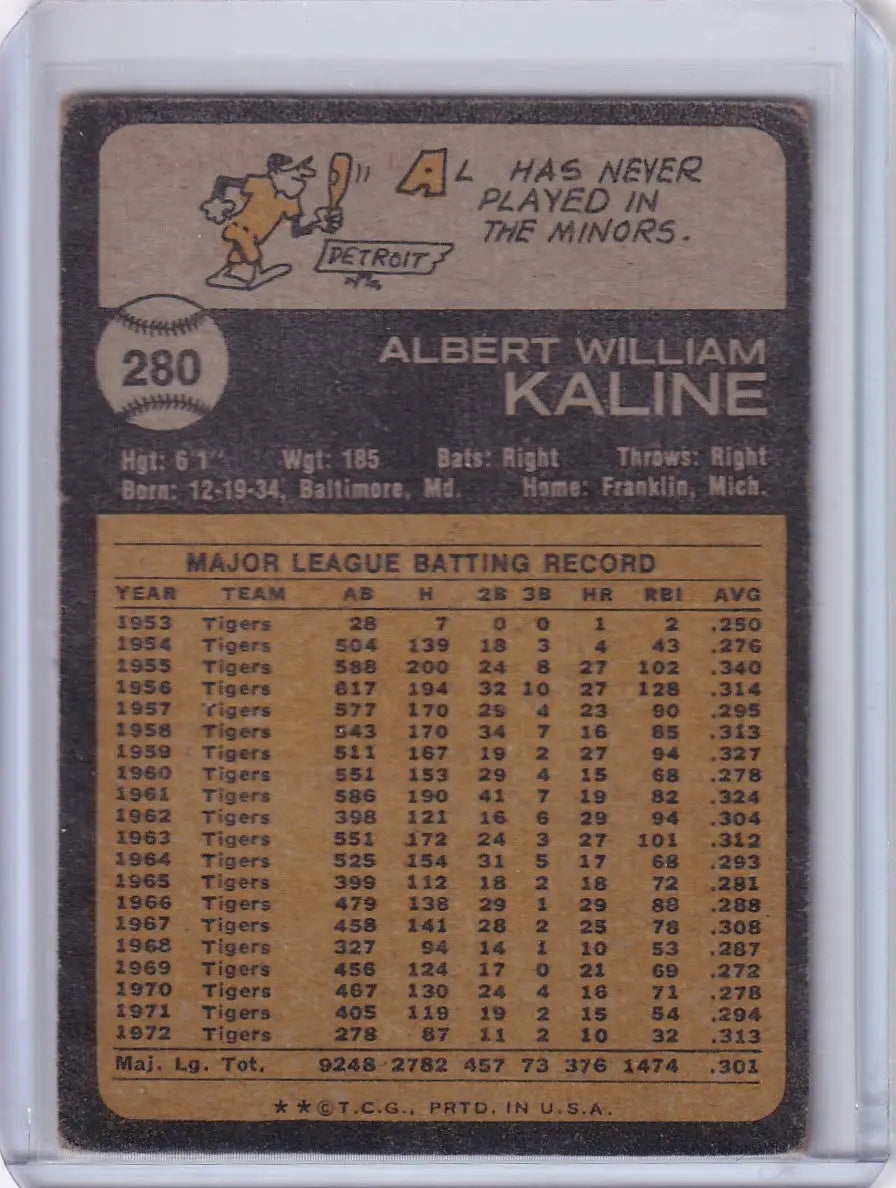 AL HAS NEVER
PLAYED IN
THE MINORS.
DETROIT
280
ALBERT WILLIAM
KALINE
Hgt: 6'1" Wgt: 185 Bats: Right Throws: Right
Born: 12-19-34, Baltimore, Md. Home: Franklin, Mich.
MAJOR LEAGUE BATTING RECORD
YEAR TEAM AB H 2B 3B HR RBI AVG
1953 Tigers 28 7 0 0 1 2 .250
1954 Tigers 504 139 18 3 4 43 .276
1955 Tigers 588 200 24 8 27 102 .340
1956 Tigers 617 194 32 10 27 128 .314
1957 Tigers 577 170 29 4 23 90 .295
1958 Tigers 543 170 34 7 16 85 .313
1959 Tigers 511 167 19 2 27 94 .327
1960 Tigers 551 153 29 4 15 68 .278
1961 Tigers 586 190 41 7 19 82 .324
1962 Tigers 398 121 16 6 29 94 .304
1963 Tigers 551 172 24 3 27 101 .312
1964 Tigers 525 154 31 5 17 68 .293
1965 Tigers 399 112 18 2 18 72 .281
1966 Tigers 479 138 29 1 29 88 .288
1967 Tigers 458 141 28 2 25 78 .308
1968 Tigers 327 94 14 1 10 53 .287
1969 Tigers 456 124 17 0 21 69 .272
1970 Tigers 467 130 24 4 16 71 .278
1971 Tigers 405 119 19 2 15 54 .294
1972 Tigers 278 87 11 2 10 32 .313
Maj. Lg. Tot. 9248 2782 457 73 376 1474 .301
★★©T.C.G., PRTD. IN U.S.A.